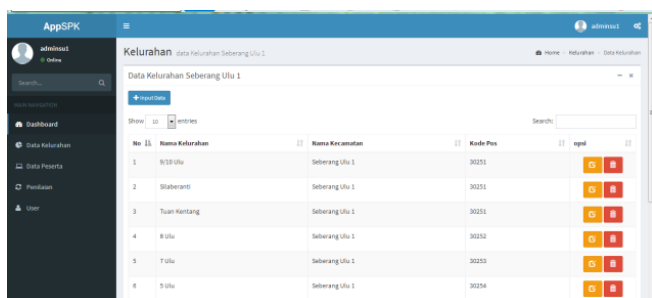 AppSPK
adminsu1
adminsu1
Online
Search...
MAIN NAVIGATION
Dashboard
Data Kelurahan
Data Peserta
Penilaian
User
Kelurahan data Kelurahan Seberang Ulu 1
Home > Kelurahan > Data Kelurahan
Data Kelurahan Seberang Ulu 1
+ Input Data
Show 10 entries
Search:
No Nama Kelurahan Nama Kecamatan Kode Pos opsi
1 9/10 Ulu Seberang Ulu 1 30251
2 Silaberanti Seberang Ulu 1 30251
3 Tuan Kentang Seberang Ulu 1 30251
4 8 Ulu Seberang Ulu 1 30252
5 7 Ulu Seberang Ulu 1 30253
6 5 Ulu Seberang Ulu 1 30254